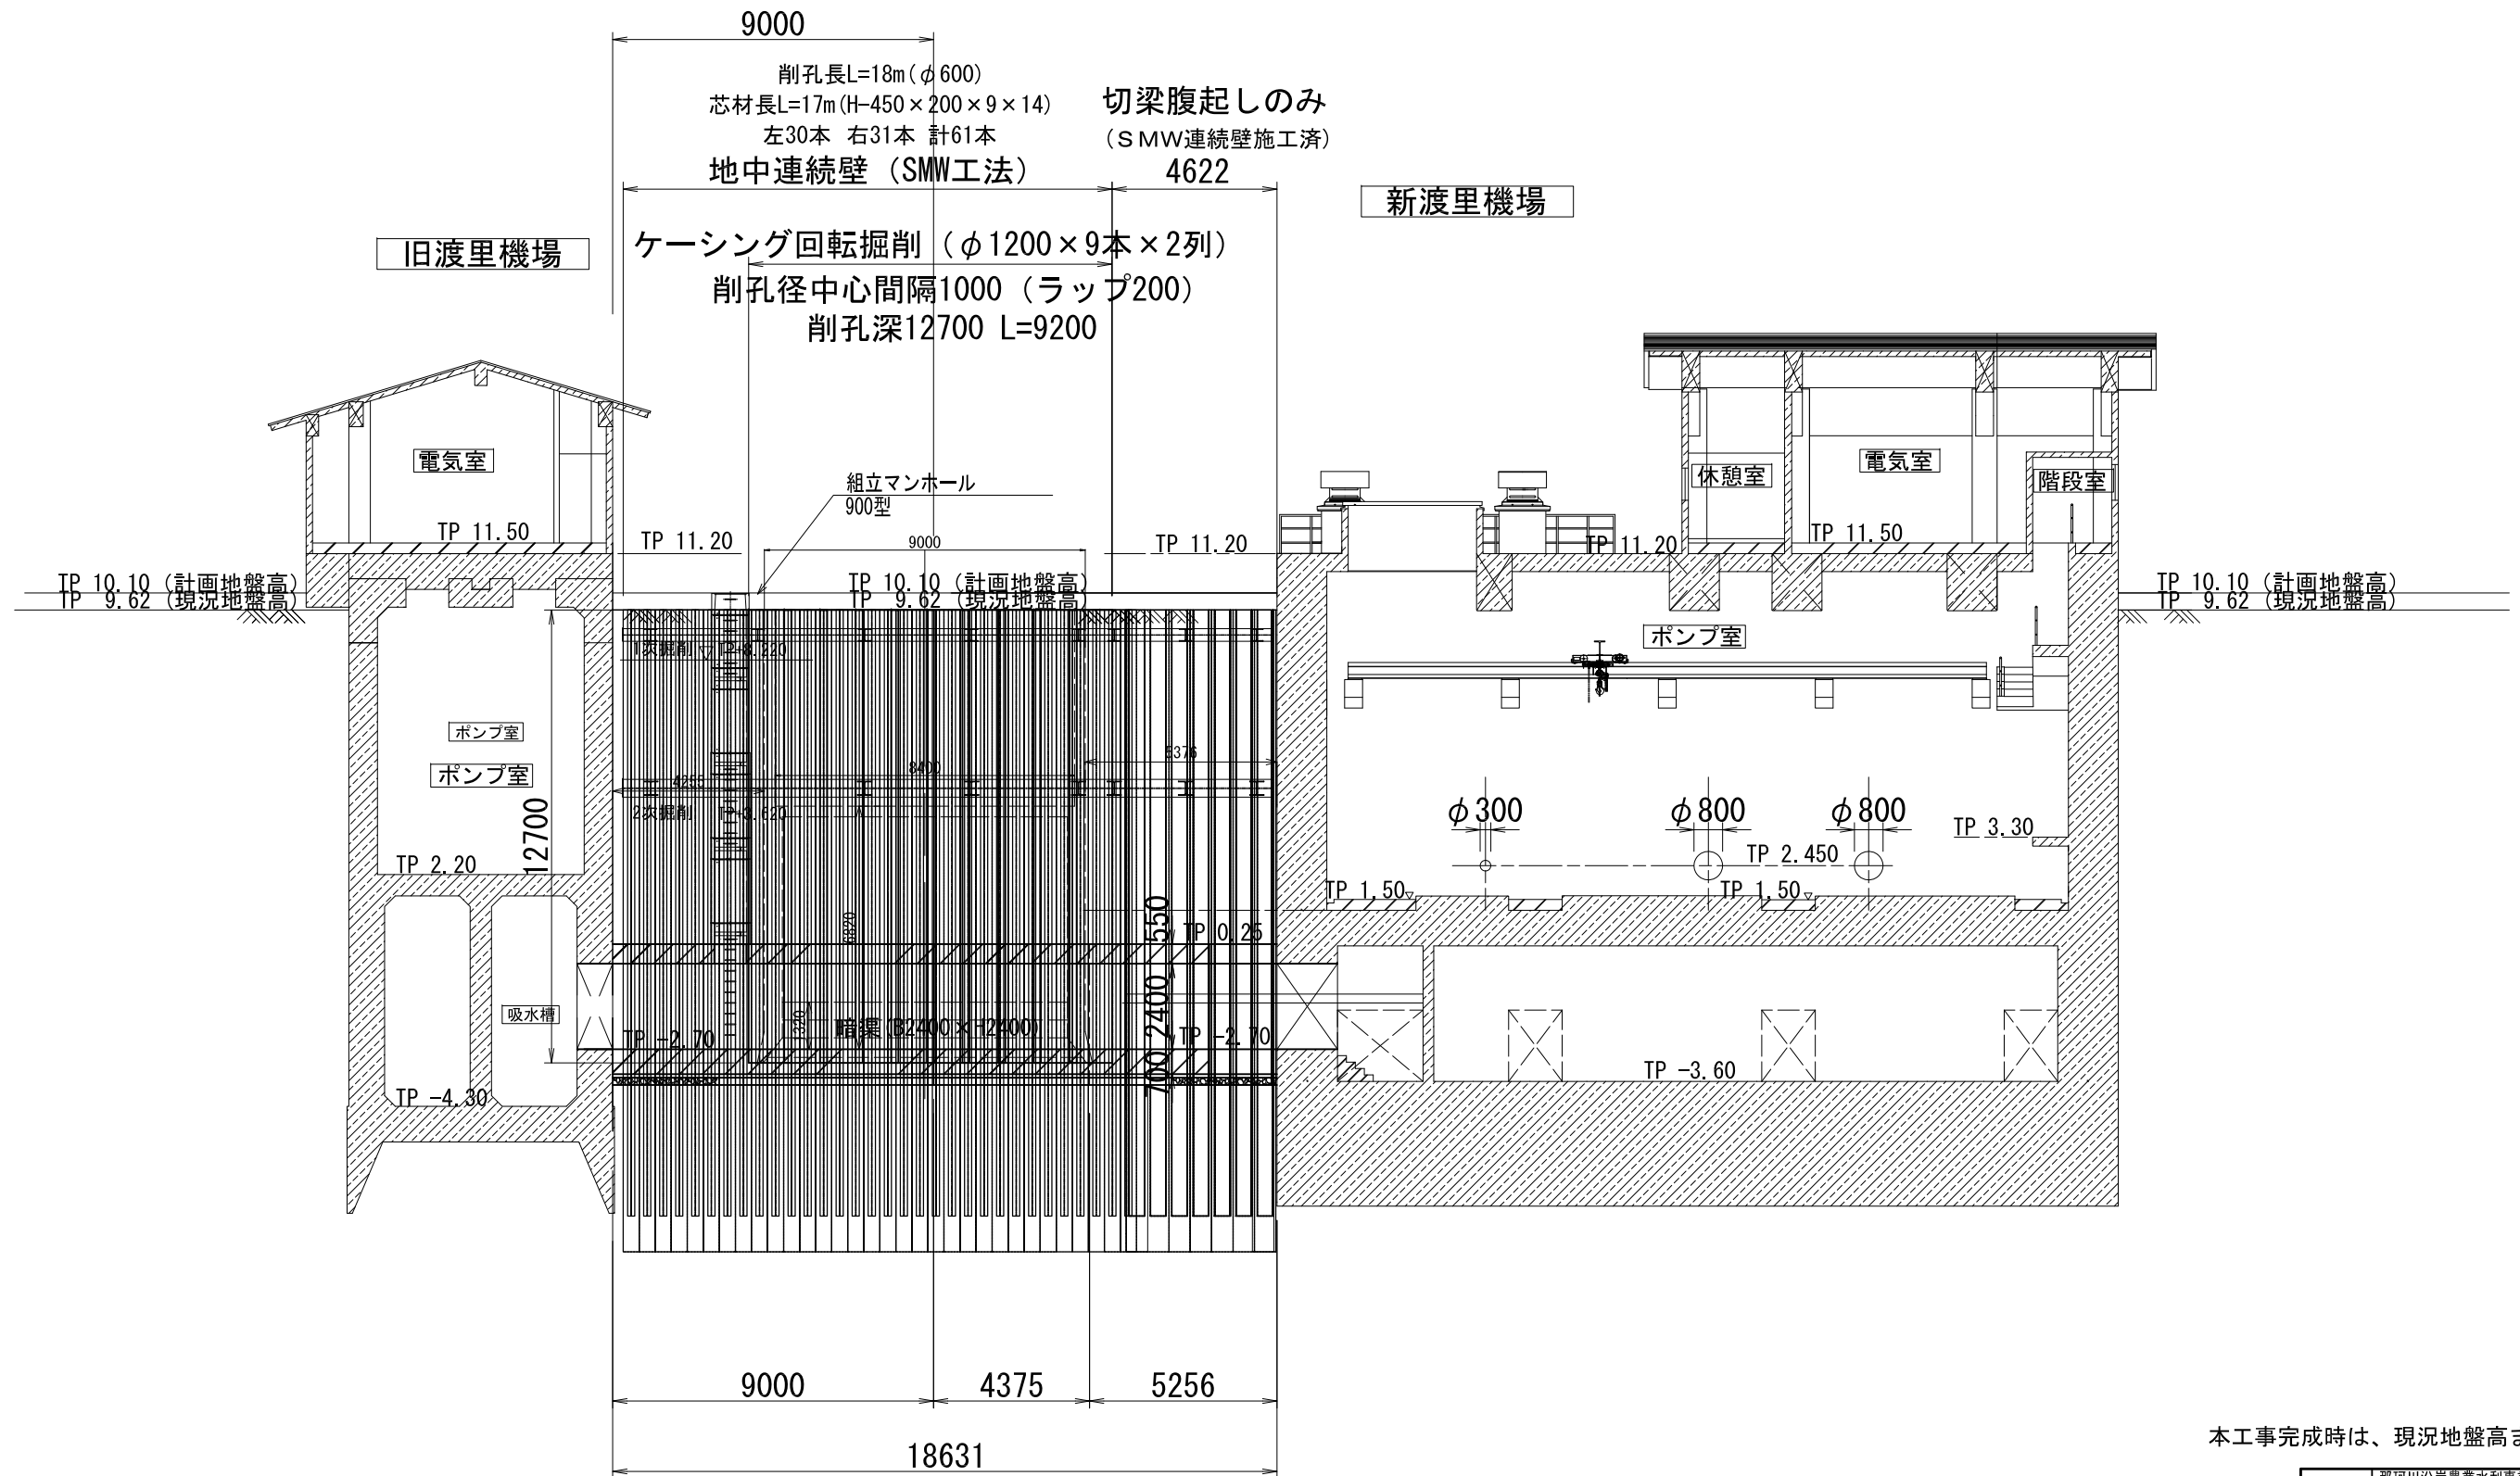 9000
削孔長L=18m(φ600)
芯材長L=17m(H-450×200×9×14)
左30本 右31本 計61本
地中連続壁（SMW工法）
切梁腹起しのみ
（ＳＭＷ連続壁施工済）
4622
新渡里機場
旧渡里機場
ケーシング回転掘削（φ1200×9本×2列）
削孔径中心間隔1000（ラップ200）
削孔深12700 L=9200
電気室
休憩室
電気室
階段室
組立マンホール
900型
TP 11.50
TP 11.20
9000
TP 11.20
TP 11.20
TP 11.50
TP 10.10（計画地盤高）
TP 9.62（現況地盤高）
TP 10.10（計画地盤高）
TP 9.62（現況地盤高）
TP 10.10（計画地盤高）
TP 9.62（現況地盤高）
1次掘削 ▽ TP+8.220
ポンプ室
ポンプ室
ポンプ室
5376
8400
4255
2次掘削 TP+3.620
12700
φ300
φ800
φ800
TP 3.30
TP 2.450
TP 2.20
TP 1.50
TP 1.50
6820
550
TP 0.25
2400
吸水槽
1320
暗渠(B2400×H2400)
TP -2.70
TP -2.70
700
TP -3.60
TP -4.30
9000
4375
5256
18631
本工事完成時は、現況地盤高